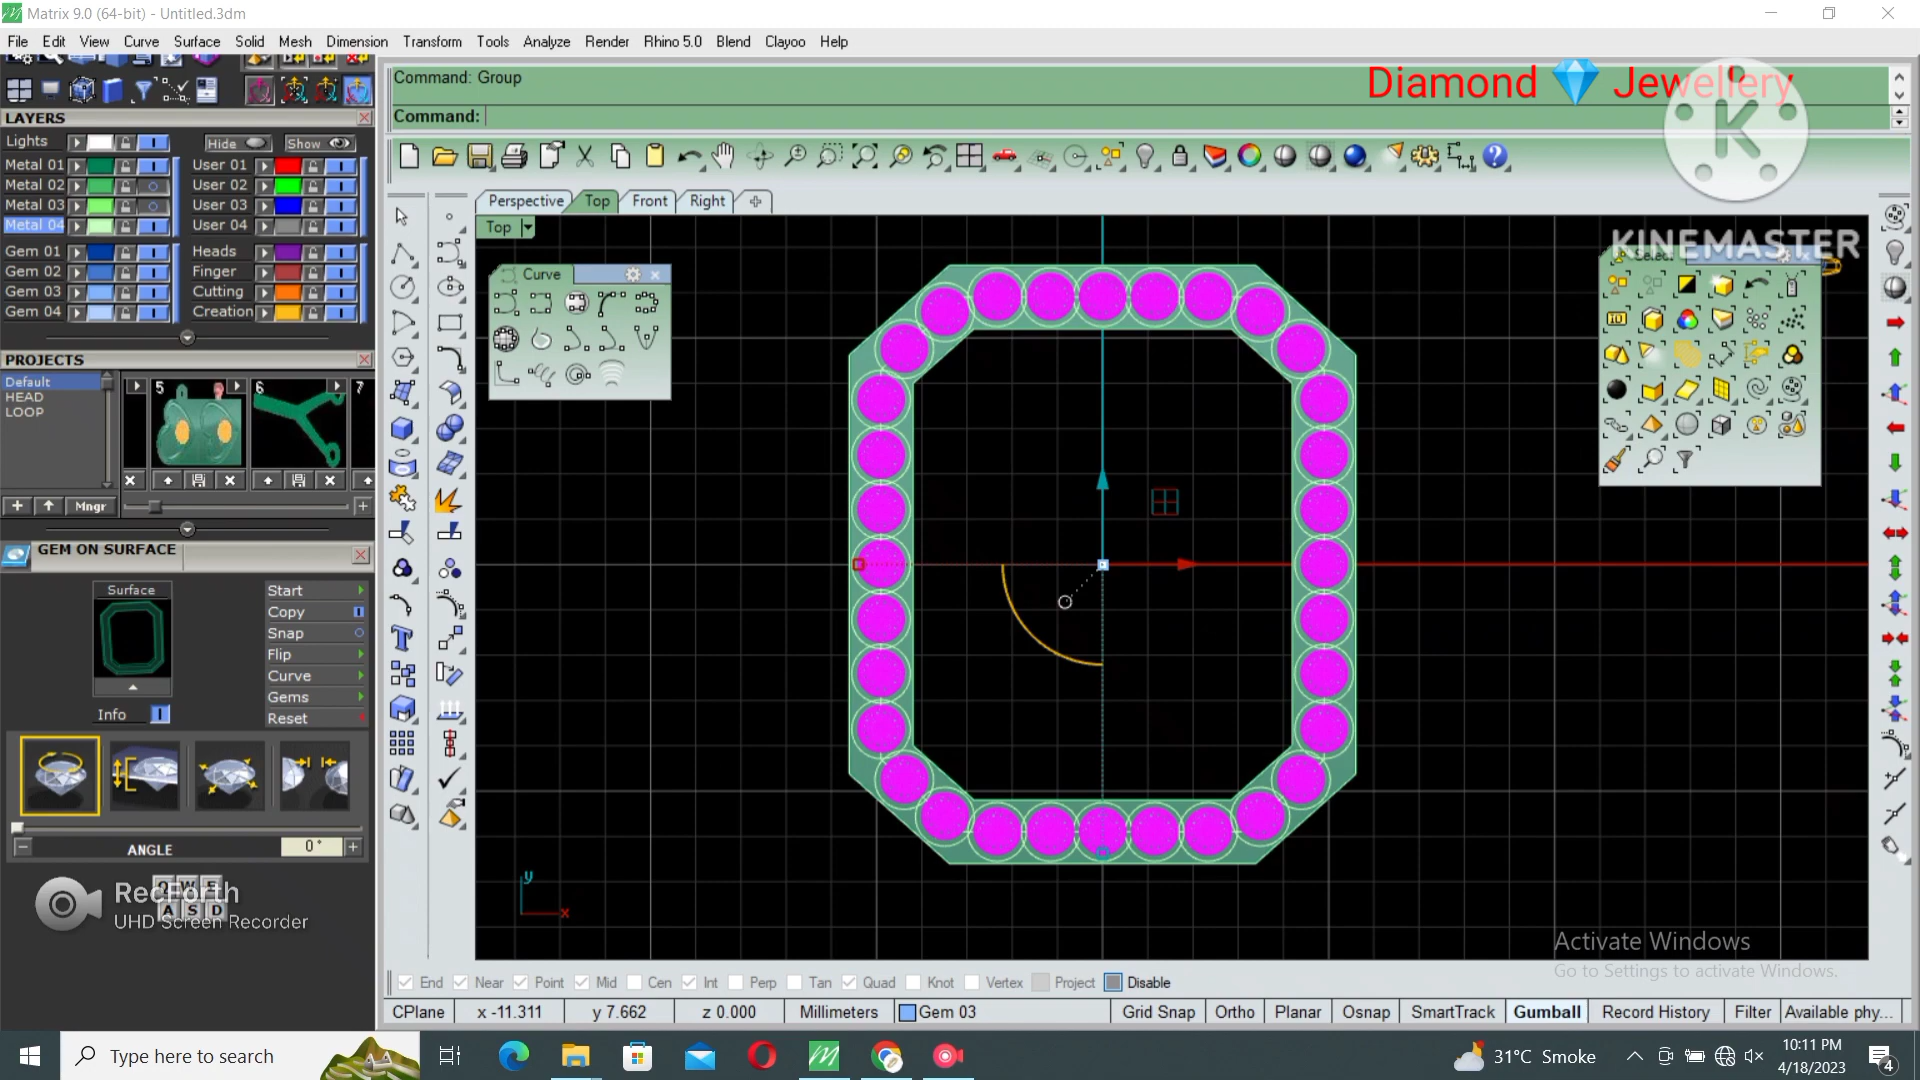 Matrix 9.0 (64-bit) - Untitled.3dm
File Edit View Curve Surface Solid Mesh Dimension Transform Tools Analyze Render Rhino 5.0 Blend Clayoo Help
Command: Group
Command:
Diamond 💎 Jewellery
K
LAYERS
Lights Hide Show
Metal 01 User 01
Metal 02 User 02
Metal 03 User 03
Metal 04 User 04
Gem 01 Heads
Gem 02 Finger
Gem 03 Cutting
Gem 04 Creation
Perspective Top Front Right
Top
Curve
KINEMASTER
Select
PROJECTS
Default
HEAD
LOOP
5 6 7
Mngr
GEM ON SURFACE
Surface
Info
Start
Copy
Snap
Flip
Curve
Gems
Reset
ANGLE 0°
Q W E
A S D
RecForth
UHD Screen Recorder
y
x
Activate Windows
Go to Settings to activate Windows.
End Near Point Mid Cen Int Perp Tan Quad Knot Vertex Project Disable
CPlane x -11.311 y 7.662 z 0.000 Millimeters Gem 03 Grid Snap Ortho Planar Osnap SmartTrack Gumball Record History Filter Available phy...
Type here to search
31°C Smoke
10:11 PM
4/18/2023
4